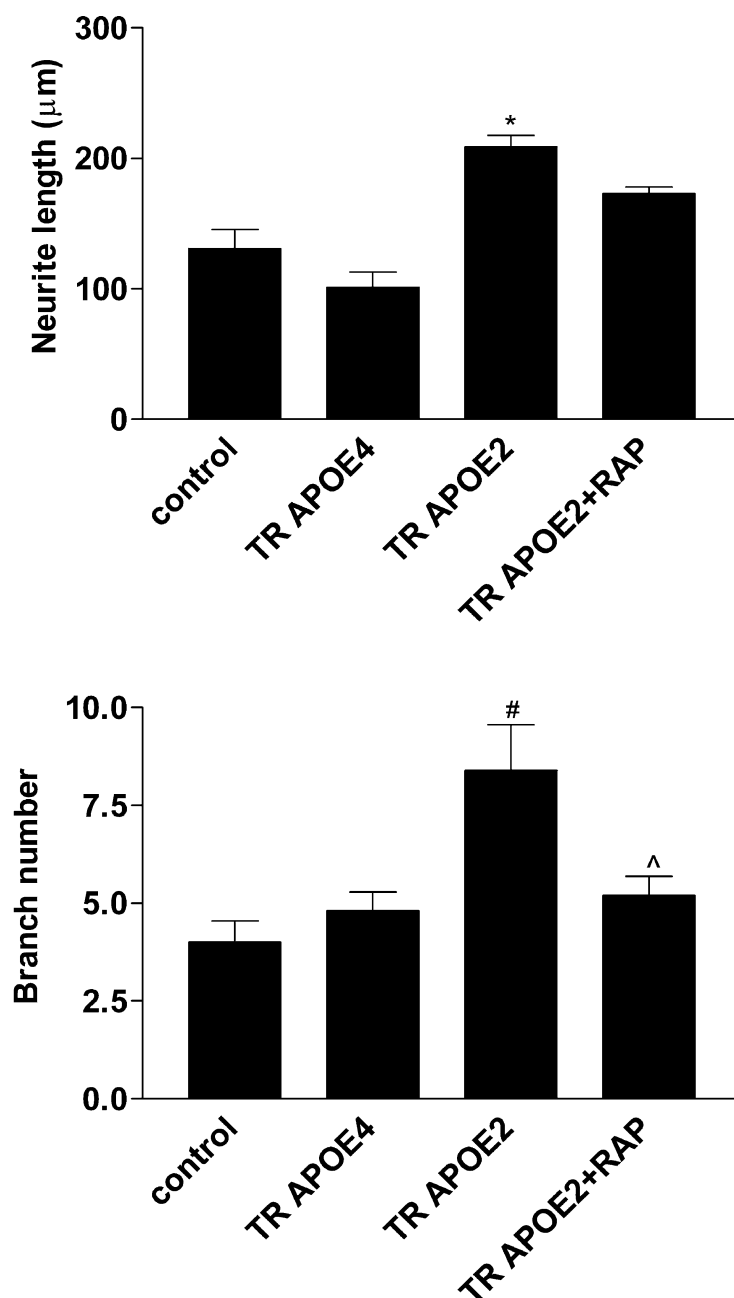 300
*
200
100
0
Neurite length (μm)
control
TR APOE4
TR APOE2
TR APOE2+RAP
10.0
#
7.5
^
5.0
2.5
0.0
Branch number
control
TR APOE4
TR APOE2
TR APOE2+RAP